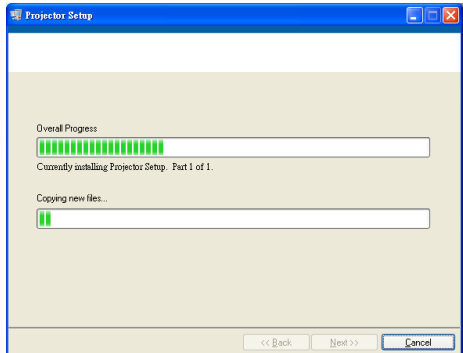 Projector Setup
Overall Progress
Currently installing Projector Setup. Part 1 of 1.
Copying new files...
<< Back Next >> Cancel